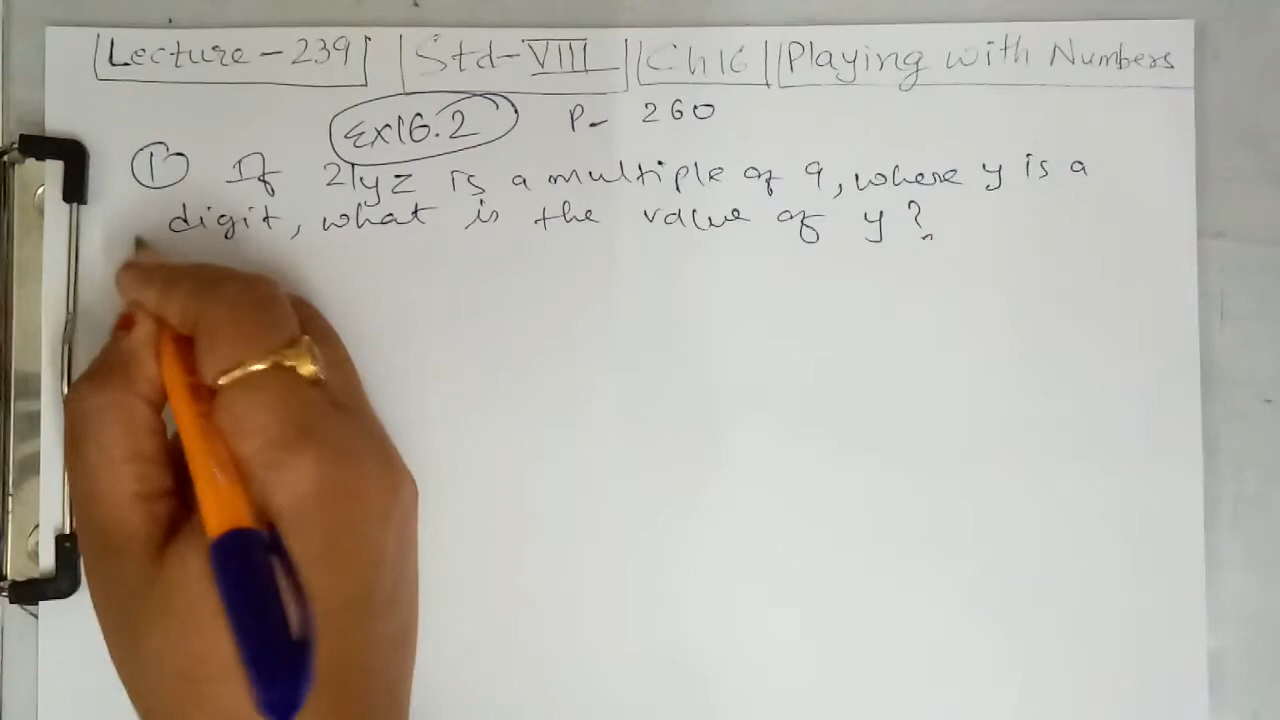 Lecture - 239 Std-VIII Ch16 Playing with Numbers
Ex16.2 P- 260
① If 21yz is a multiple of 9, where y is a
digit, what is the value of y?